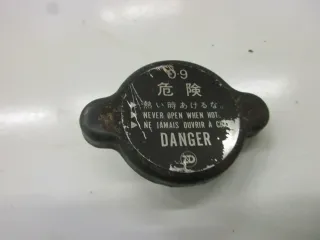 0.9
危険
熱い時あけるな。
NEVER OPEN WHEN HOT.
NE JAMAIS OUVRIR À
DANGER